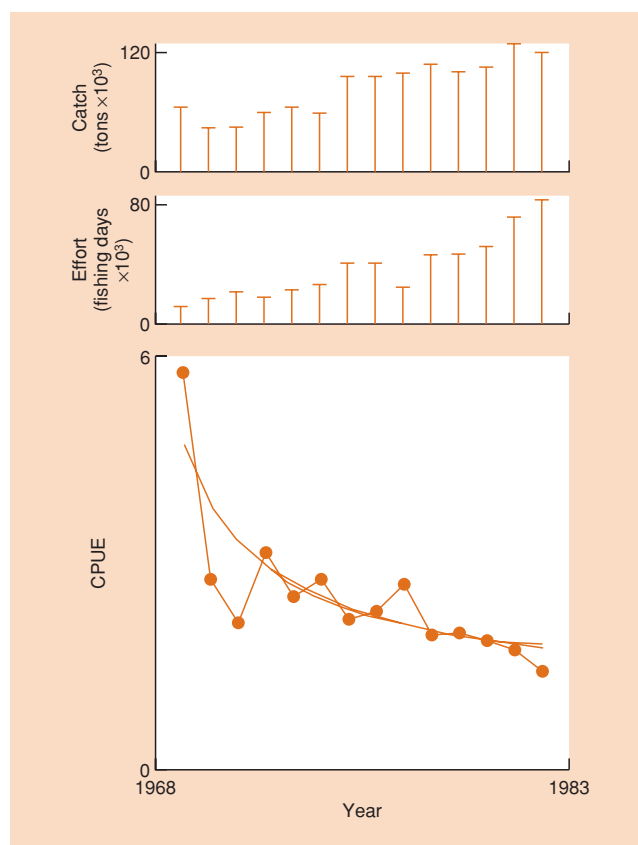 120
Catch
(tons ×10³)
0
80
Effort
(fishing days
×10³)
0
6
CPUE
0
1968
1983
Year